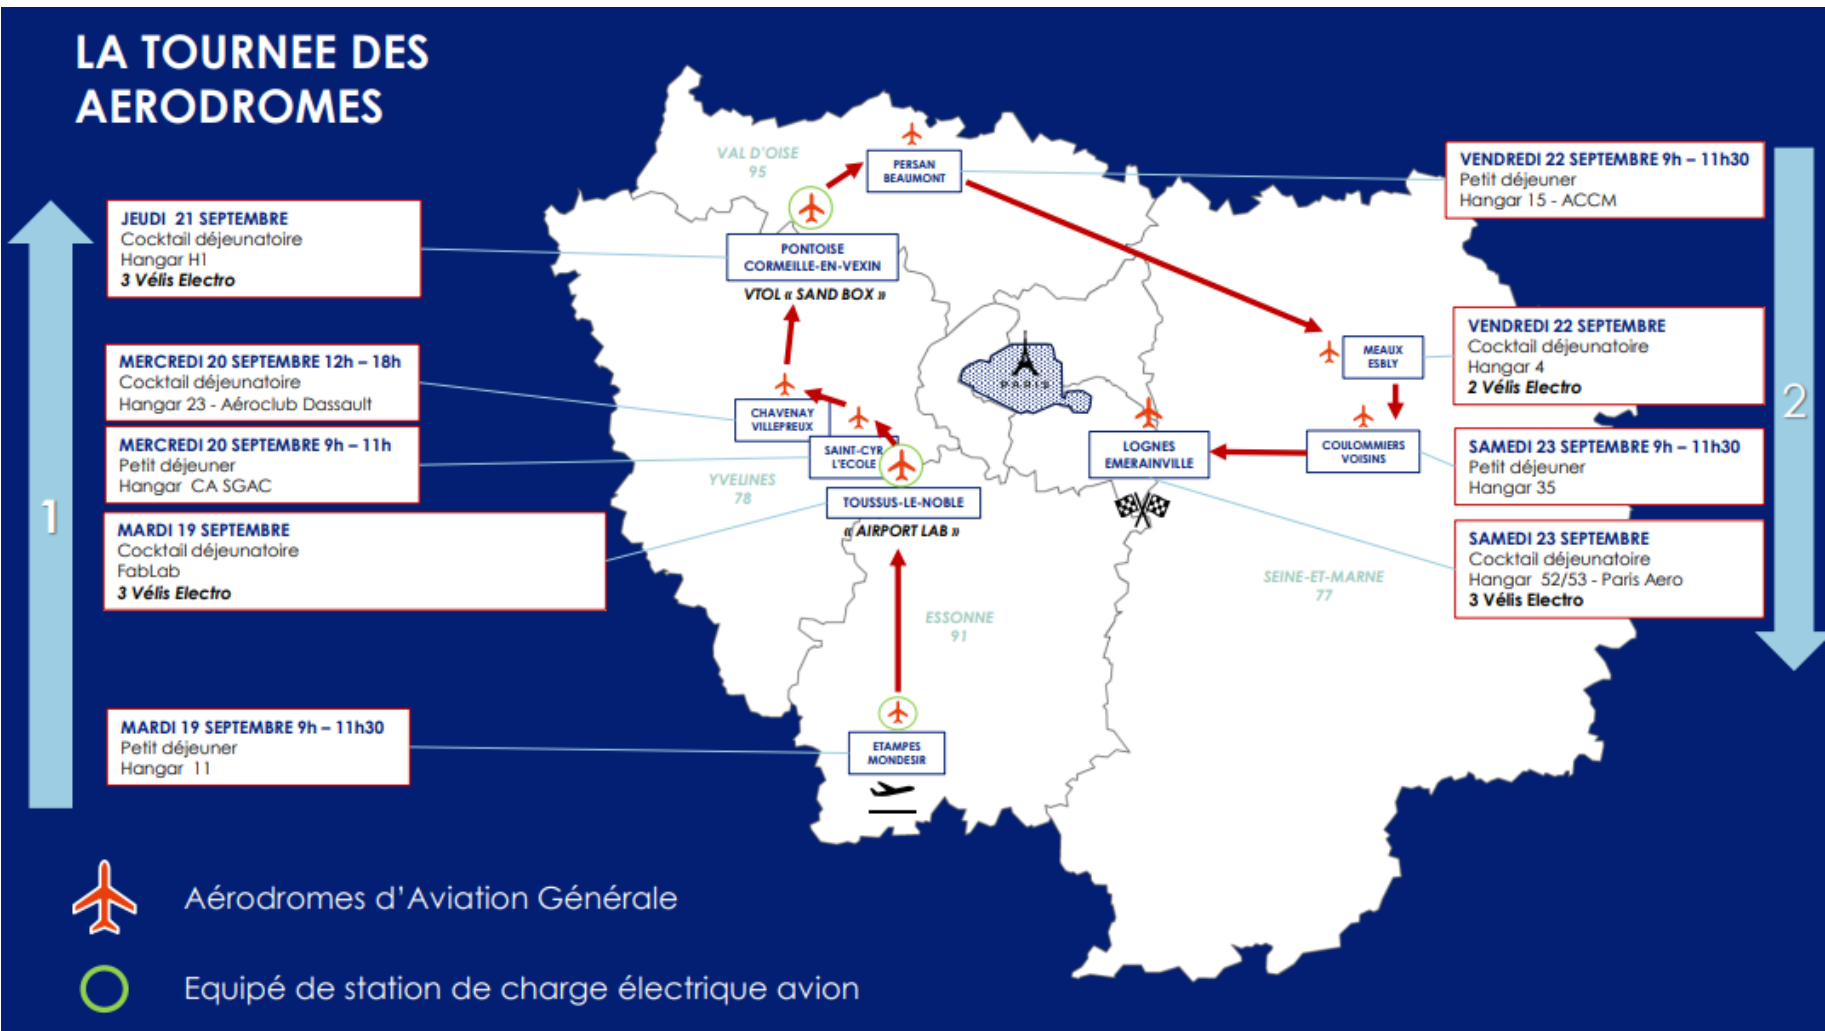 LA TOURNEE DES
AERODROMES
1
JEUDI 21 SEPTEMBRE
Cocktail déjeunatoire
Hangar H1
3 Vélis Electro
MERCREDI 20 SEPTEMBRE 12h – 18h
Cocktail déjeunatoire
Hangar 23 - Aéroclub Dassault
MERCREDI 20 SEPTEMBRE 9h – 11h
Petit déjeuner
Hangar CA SGAC
MARDI 19 SEPTEMBRE
Cocktail déjeunatoire
FabLab
3 Vélis Electro
MARDI 19 SEPTEMBRE 9h – 11h30
Petit déjeuner
Hangar 11
VAL D'OISE
95
PERSAN
BEAUMONT
PONTOISE
CORMEILLE-EN-VEXIN
VTOL « SAND BOX »
PARIS
CHAVENAY
VILLEPREUX
SAINT-CYR
L'ECOLE
YVELINES
78
TOUSSUS-LE-NOBLE
« AIRPORT LAB »
ESSONNE
91
ETAMPES
MONDESIR
MEAUX
ESBLY
COULOMMIERS
VOISINS
LOGNES
EMERAINVILLE
SEINE-ET-MARNE
77
VENDREDI 22 SEPTEMBRE 9h – 11h30
Petit déjeuner
Hangar 15 - ACCM
VENDREDI 22 SEPTEMBRE
Cocktail déjeunatoire
Hangar 4
2 Vélis Electro
SAMEDI 23 SEPTEMBRE 9h – 11h30
Petit déjeuner
Hangar 35
SAMEDI 23 SEPTEMBRE
Cocktail déjeunatoire
Hangar 52/53 - Paris Aero
3 Vélis Electro
2
Aérodromes d'Aviation Générale
Equipé de station de charge électrique avion